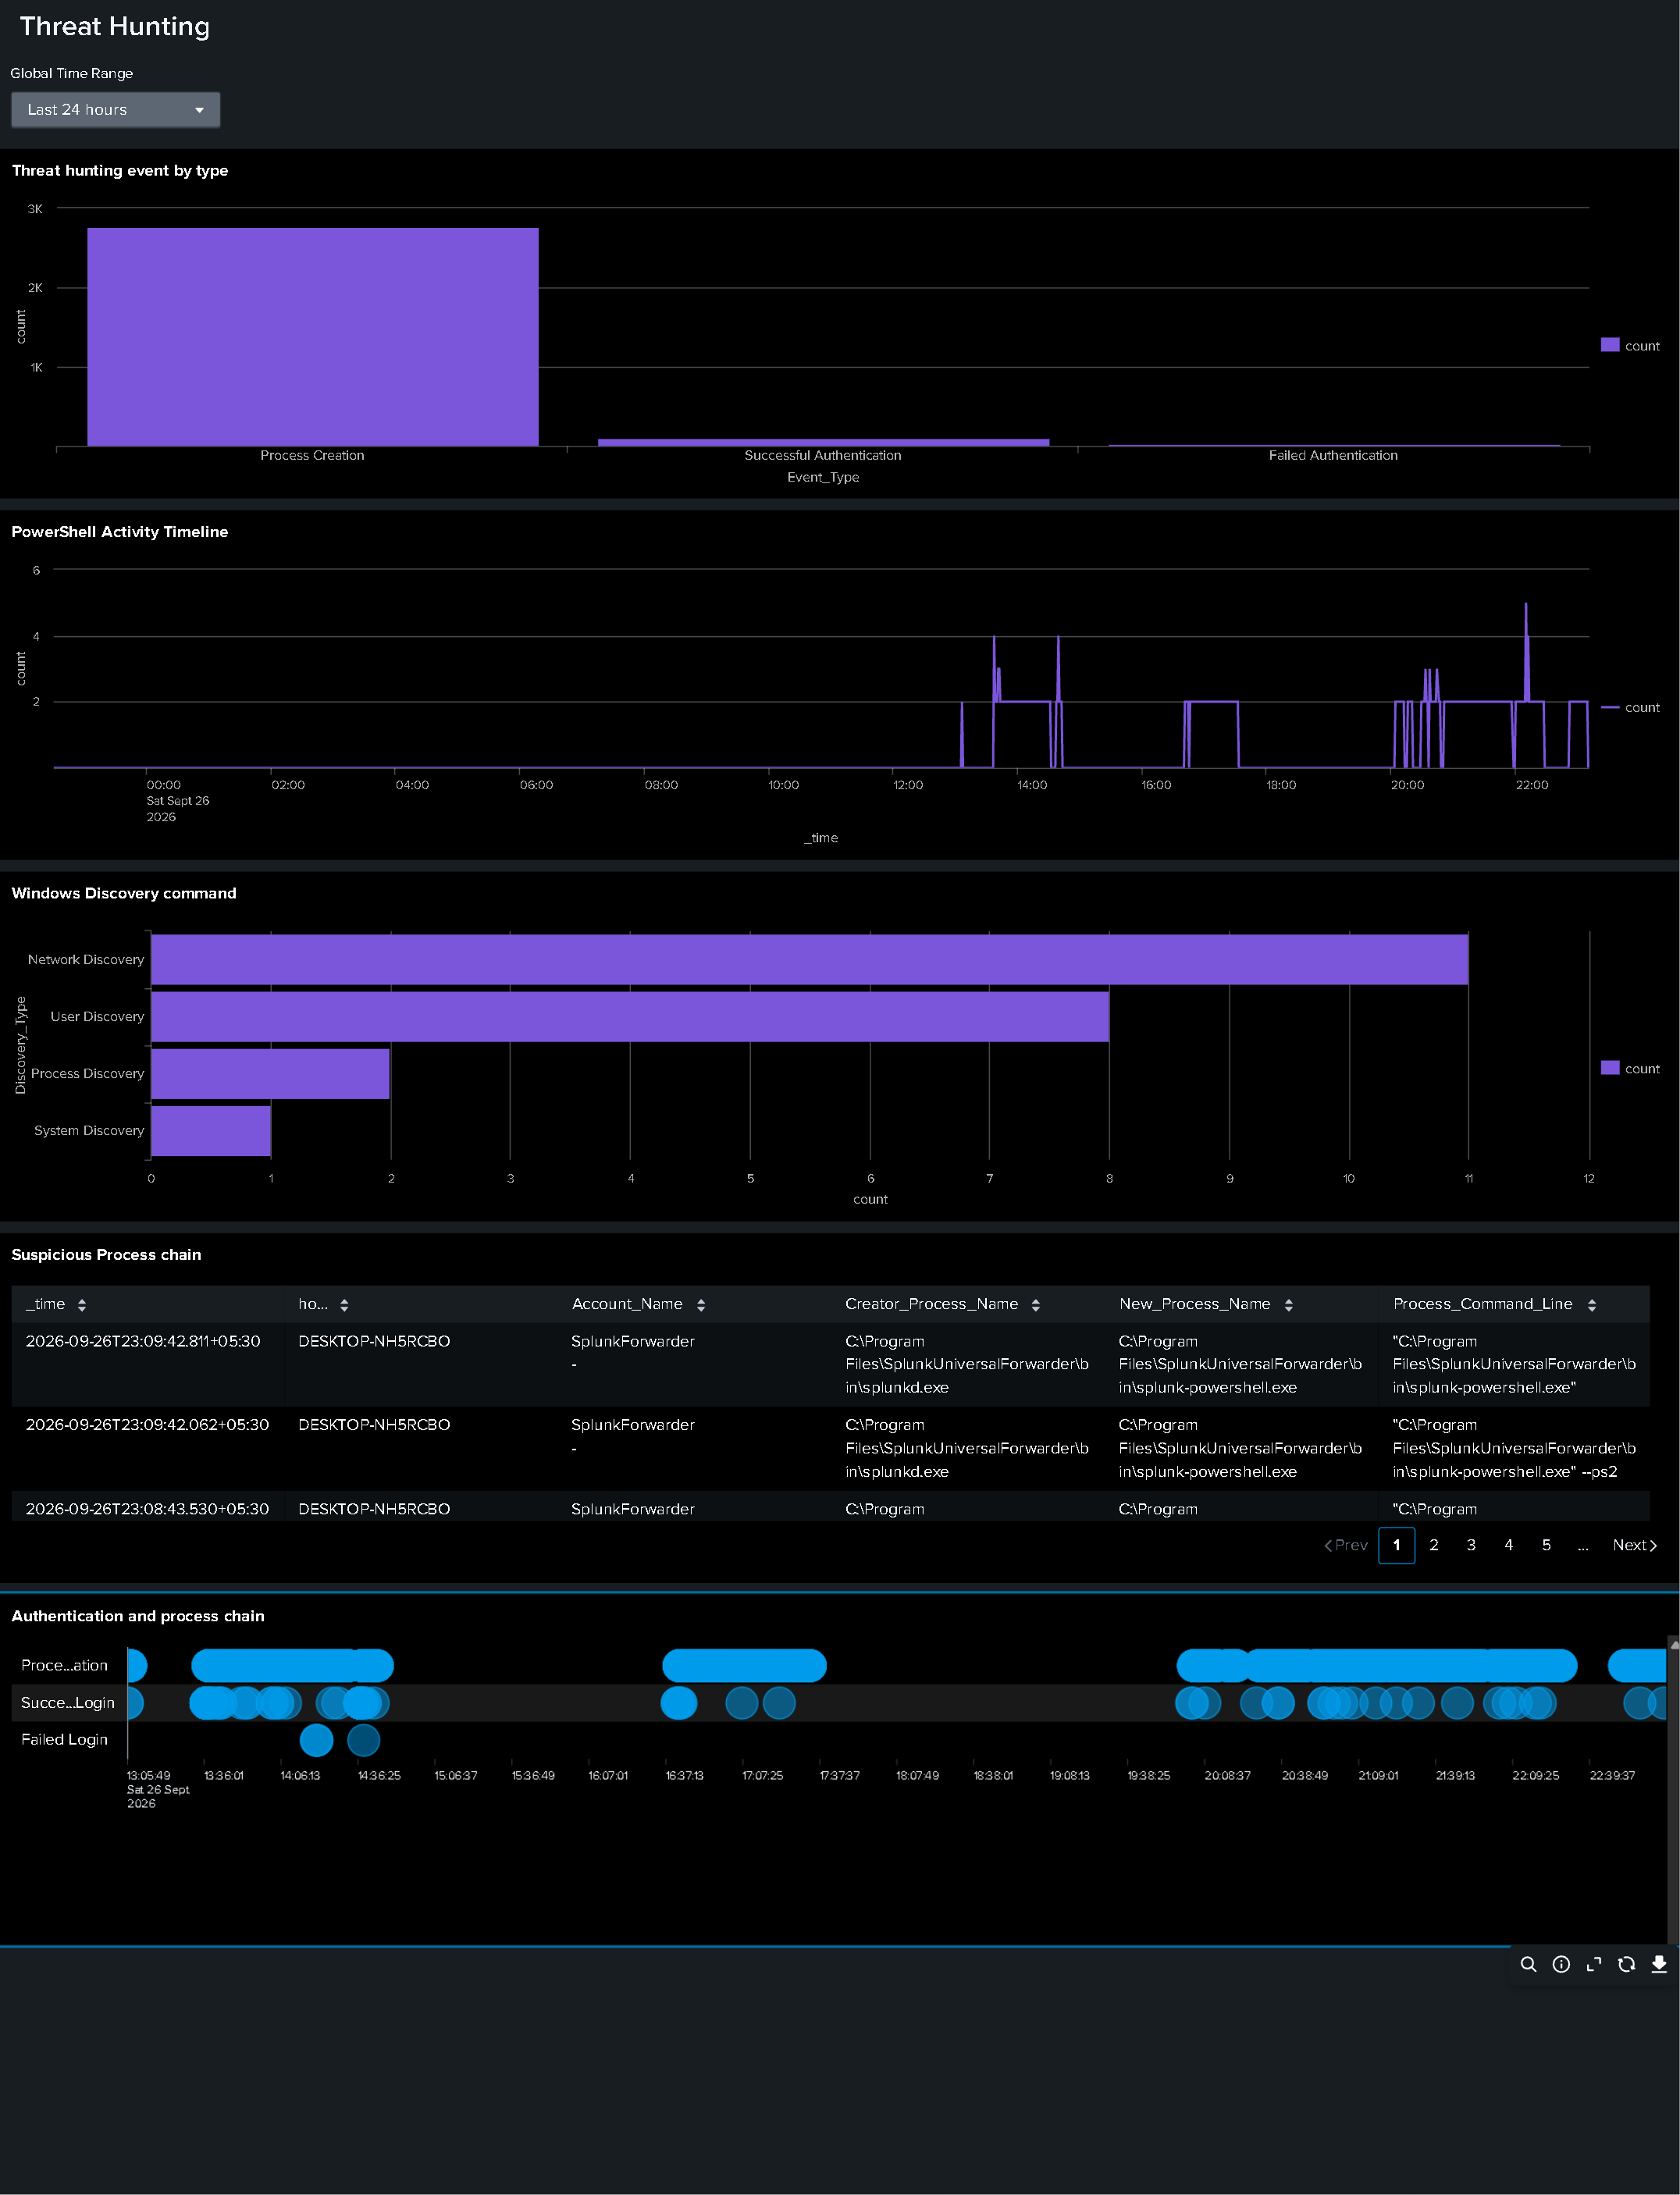 Threat Hunting
Global Time Range
Last 24 hours
Threat hunting event by type
3K
2K
1K
count
Process Creation
Successful Authentication
Failed Authentication
Event_Type
count
PowerShell Activity Timeline
6
4
2
count
00:00
Sat Sept 26
2026
02:00
04:00
06:00
08:00
10:00
12:00
14:00
16:00
18:00
20:00
22:00
_time
count
Windows Discovery command
Discovery_Type
Network Discovery
User Discovery
Process Discovery
System Discovery
0 1 2 3 4 5 6 7 8 9 10 11 12
count
count
Suspicious Process chain
_time ho... Account_Name Creator_Process_Name New_Process_Name Process_Command_Line
2026-09-26T23:09:42.811+05:30 DESKTOP-NH5RCBO SplunkForwarder C:\Program C:\Program "C:\Program
- Files\SplunkUniversalForwarder\b Files\SplunkUniversalForwarder\b Files\SplunkUniversalForwarder\b
in\splunkd.exe in\splunk-powershell.exe in\splunk-powershell.exe"
2026-09-26T23:09:42.062+05:30 DESKTOP-NH5RCBO SplunkForwarder C:\Program C:\Program "C:\Program
- Files\SplunkUniversalForwarder\b Files\SplunkUniversalForwarder\b Files\SplunkUniversalForwarder\b
in\splunkd.exe in\splunk-powershell.exe in\splunk-powershell.exe" --ps2
2026-09-26T23:08:43.530+05:30 DESKTOP-NH5RCBO SplunkForwarder C:\Program C:\Program "C:\Program
Prev 1 2 3 4 5 ... Next
Authentication and process chain
Proce...ation
Succe...Login
Failed Login
13:05:49 13:36:01 14:06:13 14:36:25 15:06:37 15:36:49 16:07:01 16:37:13 17:07:25 17:37:37 18:07:49 18:38:01 19:08:13 19:38:25 20:08:37 20:38:49 21:09:01 21:39:13 22:09:25 22:39:37
Sat 26 Sept
2026